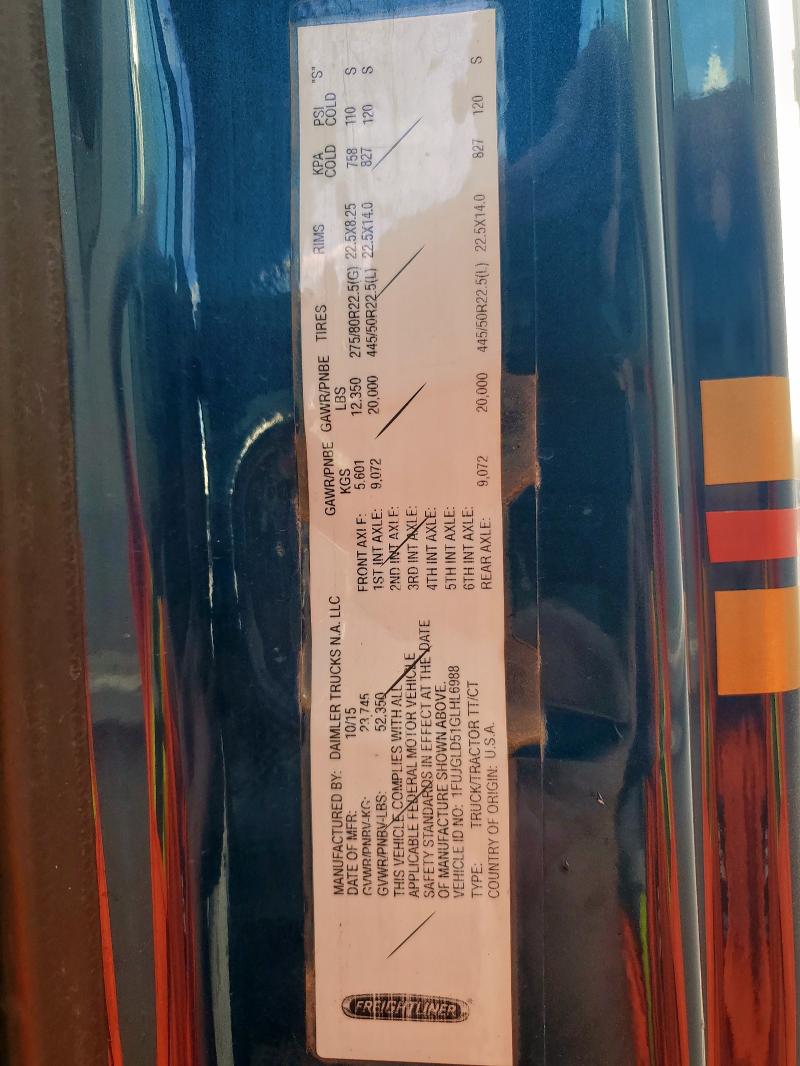 FREIGHTLINER
MANUFACTURED BY: DAIMLER TRUCKS N.A. LLC
DATE OF MFR: 10/15
GVWR/PNBV-KG: 23,745
GVWR/PNBV-LBS: 52,350
THIS VEHICLE COMPLIES WITH ALL
APPLICABLE FEDERAL MOTOR VEHICLE
SAFETY STANDARDS IN EFFECT AT THE DATE
OF MANUFACTURE SHOWN ABOVE.
VEHICLE ID NO: 1FUJGLD51GLHL6988
TYPE: TRUCK/TRACTOR TT/CT
COUNTRY OF ORIGIN: U.S.A.
GAWR/PNBE GAWR/PNBE TIRES RIMS KPA PSI "S"
KGS LBS COLD COLD
FRONT AXLE: 5,601 12,350 275/80R22.5(G) 22.5X8.25 758 110 S
1ST INT AXLE: 9,072 20,000 445/50R22.5(L) 22.5X14.0 827 120 S
2ND INT AXLE:
3RD INT AXLE:
4TH INT AXLE:
5TH INT AXLE:
6TH INT AXLE:
REAR AXLE: 9,072 20,000 445/50R22.5(L) 22.5X14.0 827 120 S